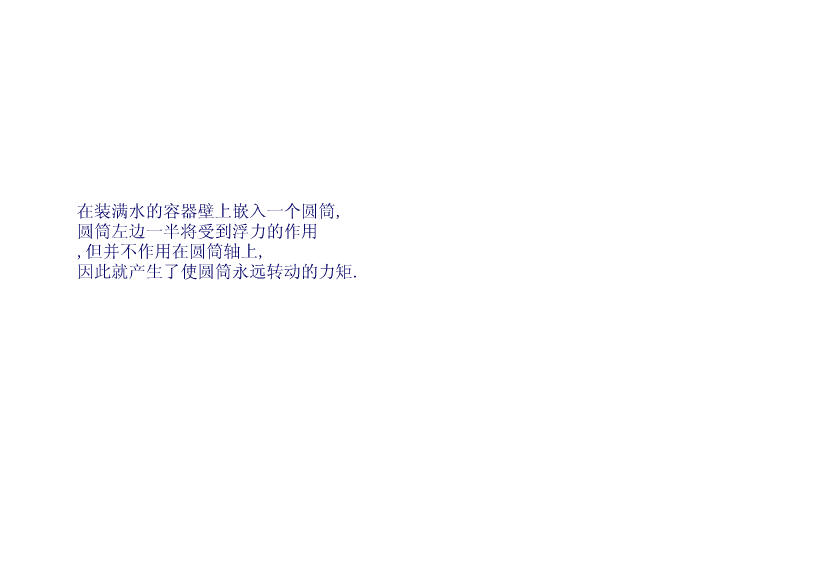 在装满水的容器壁上嵌入一个圆筒,
圆筒左边一半将受到浮力的作用
,但并不作用在圆筒轴上,
因此就产生了使圆筒永远转动的力矩.